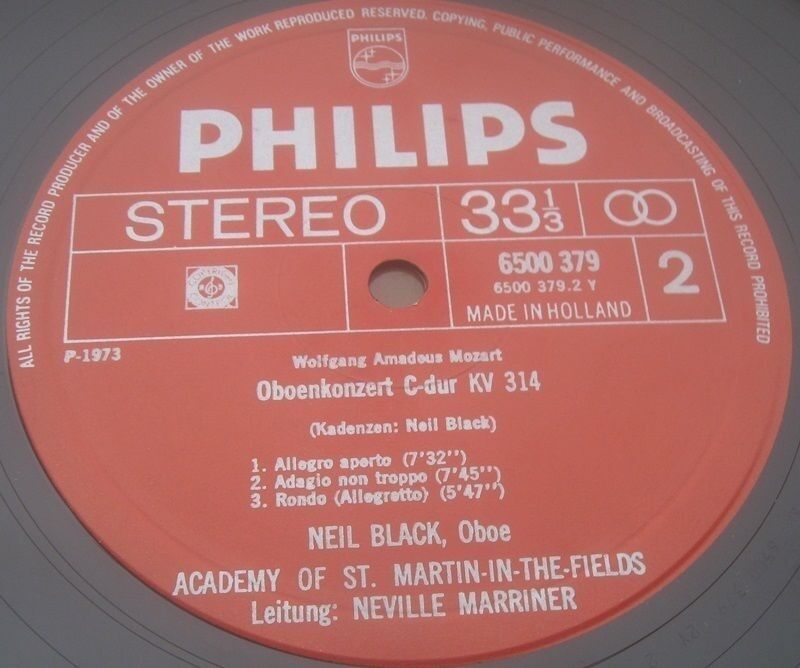 ALL RIGHTS OF THE RECORD PRODUCER AND OF THE OWNER OF THE WORK REPRODUCED RESERVED. COPYING, PUBLIC PERFORMANCE AND BROADCASTING OF THIS RECORD PROHIBITED
PHILIPS
PHILIPS
STEREO
33 1/3
6500 379
6500 379.2 Y
MADE IN HOLLAND
2
P-1973
Wolfgang Amadeus Mozart
Oboenkonzert C-dur KV 314
(Kadenzen: Neil Black)
1. Allegro aperto (7'32'')
2. Adagio non troppo (7'45'')
3. Rondo (Allegretto) (5'47'')
NEIL BLACK, Oboe
ACADEMY OF ST. MARTIN-IN-THE-FIELDS
Leitung: NEVILLE MARRINER